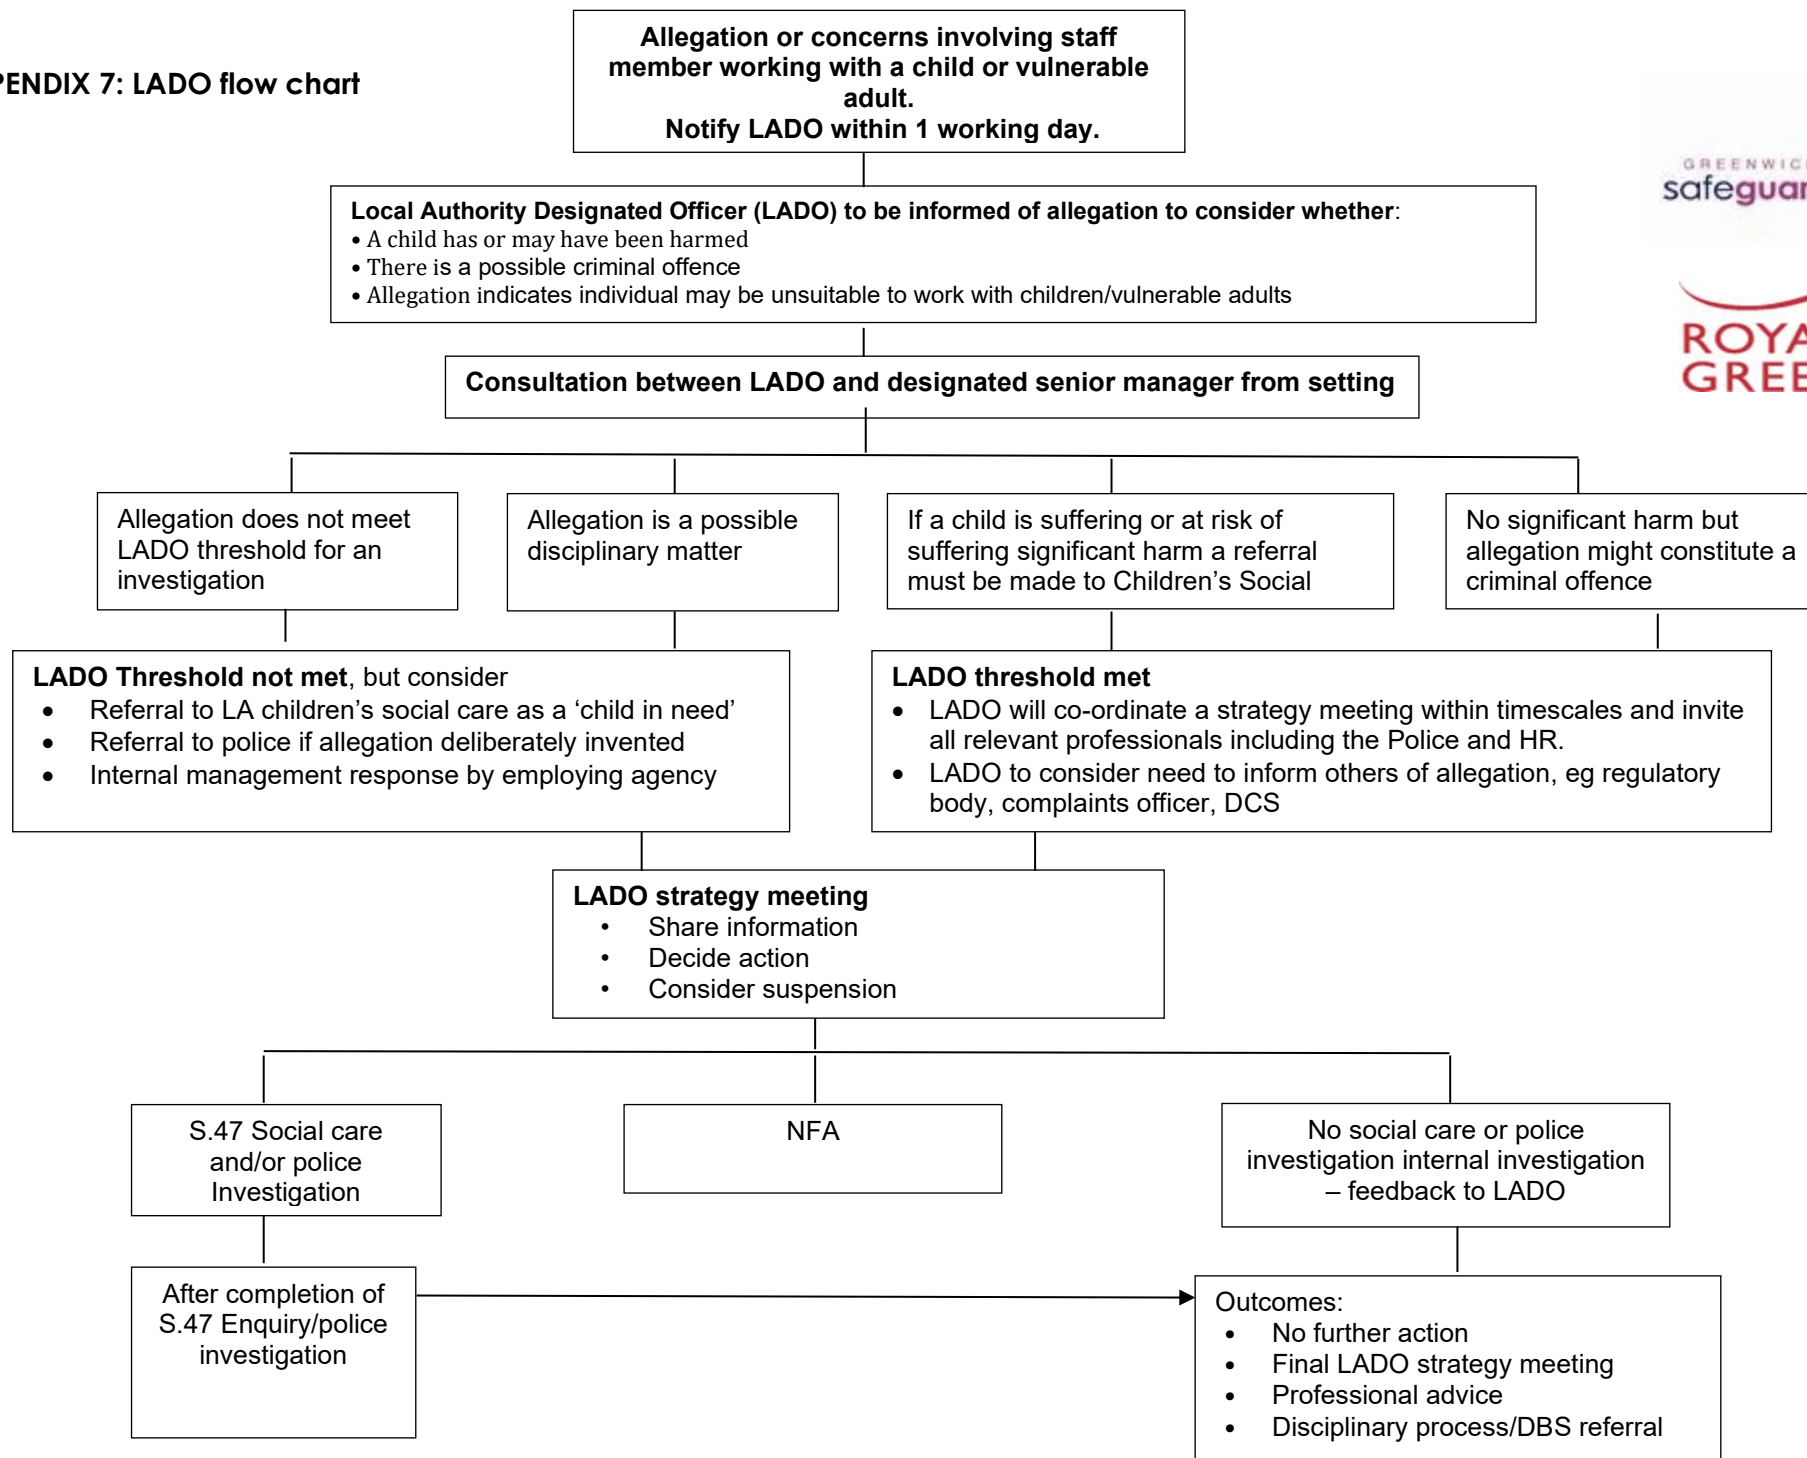 PENDIX 7: LADO flow chart
Allegation or concerns involving staff
member working with a child or vulnerable
adult.
Notify LADO within 1 working day.
GREENWIC
safeguar
ROYA
GREE
Local Authority Designated Officer (LADO) to be informed of allegation to consider whether:
• A child has or may have been harmed
• There is a possible criminal offence
• Allegation indicates individual may be unsuitable to work with children/vulnerable adults
Consultation between LADO and designated senior manager from setting
Allegation does not meet
LADO threshold for an
investigation
Allegation is a possible
disciplinary matter
If a child is suffering or at risk of
suffering significant harm a referral
must be made to Children’s Social
No significant harm but
allegation might constitute a
criminal offence
LADO Threshold not met, but consider
• Referral to LA children’s social care as a ‘child in need’
• Referral to police if allegation deliberately invented
• Internal management response by employing agency
LADO threshold met
• LADO will co-ordinate a strategy meeting within timescales and invite
all relevant professionals including the Police and HR.
• LADO to consider need to inform others of allegation, eg regulatory
body, complaints officer, DCS
LADO strategy meeting
• Share information
• Decide action
• Consider suspension
S.47 Social care
and/or police
Investigation
NFA
No social care or police
investigation internal investigation
– feedback to LADO
After completion of
S.47 Enquiry/police
investigation
Outcomes:
• No further action
• Final LADO strategy meeting
• Professional advice
• Disciplinary process/DBS referral